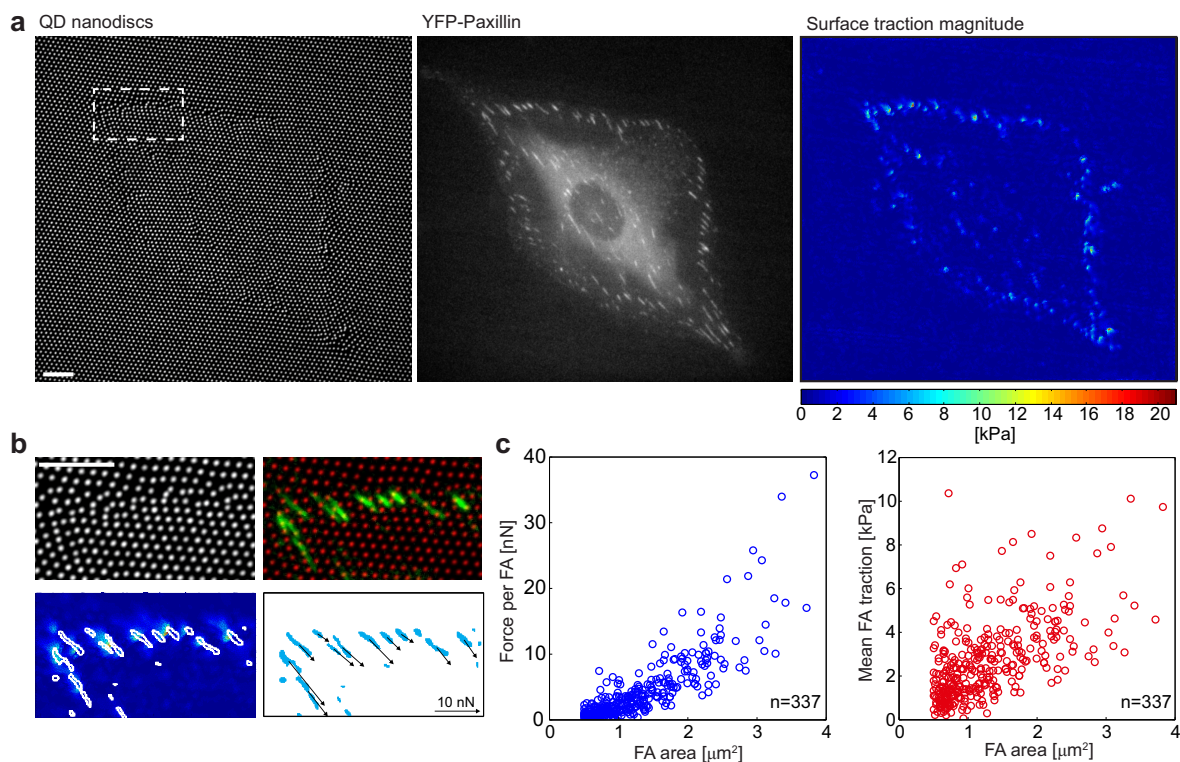 a
QD nanodiscs
YFP-Paxillin
Surface traction magnitude
0 2 4 6 8 10 12 14 16 18 20
[kPa]
b
10 nN
c
40
30
20
10
0
Force per FA [nN]
0 1 2 3 4
FA area [μm²]
n=337
12
10
8
6
4
2
0
Mean FA traction [kPa]
0 1 2 3 4
FA area [μm²]
n=337